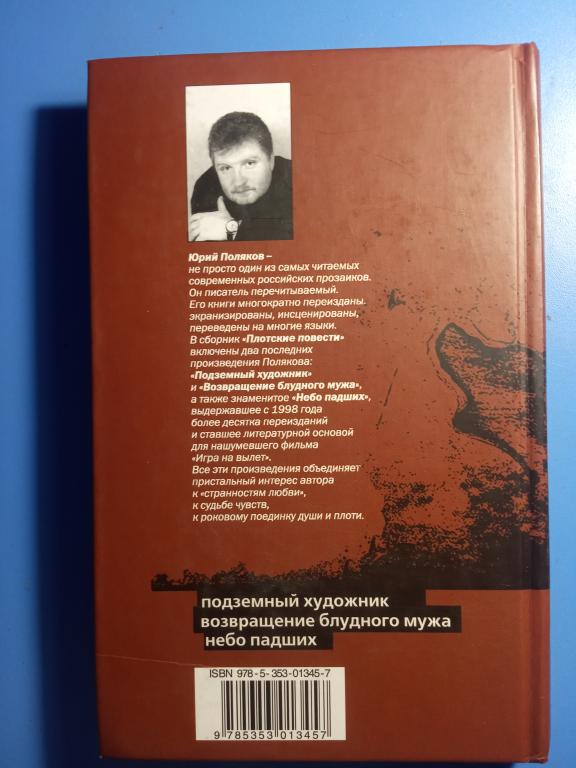 Юрий Поляков –
не просто один из самых читаемых
современных российских прозаиков.
Он писатель перечитываемый.
Его книги многократно переизданы.
экранизированы, инсценированы,
переведены на многие языки.
В сборник «Плотские повести»
включены два последних
произведения Полякова:
«Подземный художник»
и «Возвращение блудного мужа»,
а также знаменитое «Небо падших»,
выдержавшее с 1998 года
более десятка переизданий
и ставшее литературной основой
для нашумевшего фильма
«Игра на вылет».
Все эти произведения объединяет
пристальный интерес автора
к «странностям любви»,
к судьбе чувств,
к роковому поединку души и плоти.
подземный художник
возвращение блудного мужа
небо падших
ISBN 978-5-353-01345-7
9 785353 013457